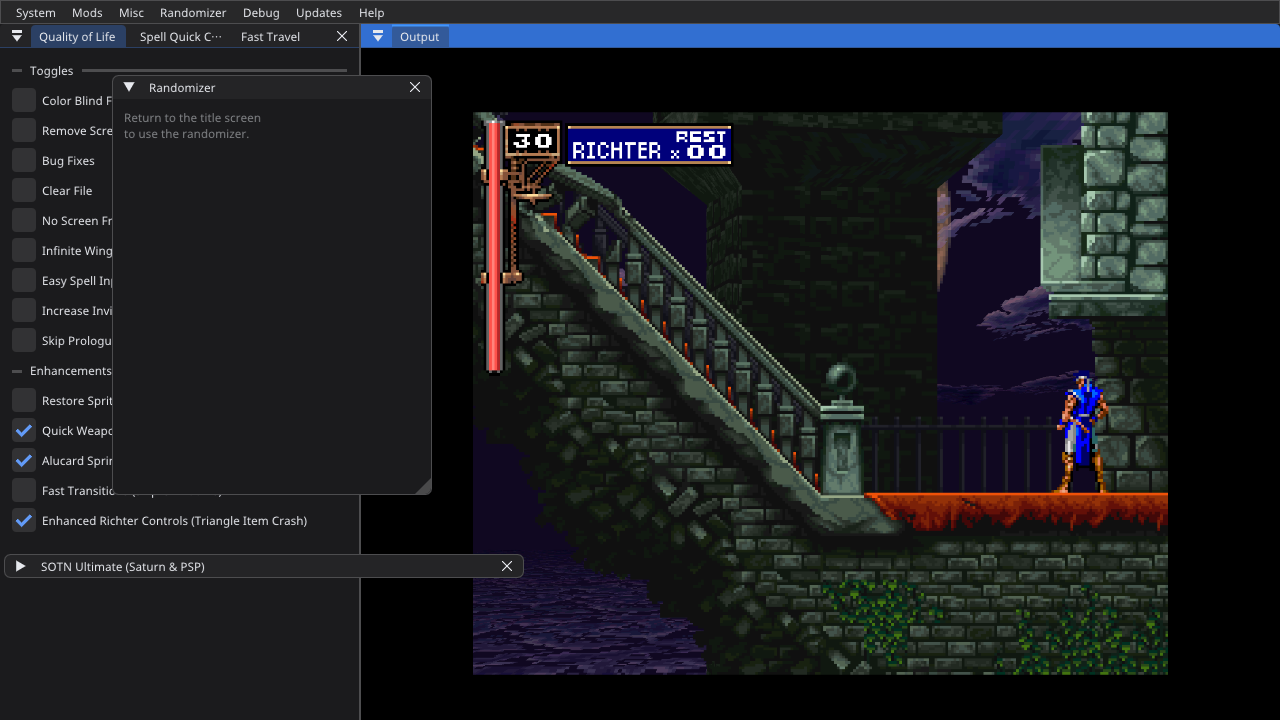 System Mods Misc Randomizer Debug Updates Help
Quality of Life Spell Quick C··· Fast Travel
Output
Toggles
Randomizer
Return to the title screen
to use the randomizer.
Color Blind F
Remove Scre
Bug Fixes
Clear File
No Screen Fr
Infinite Wing
Easy Spell In
Increase Invi
Skip Prologu
Enhancements
Restore Sprit
Quick Weapo
Alucard Sprin
Fast Transitio
Enhanced Richter Controls (Triangle Item Crash)
SOTN Ultimate (Saturn & PSP)
30
REST
RICHTER x 00